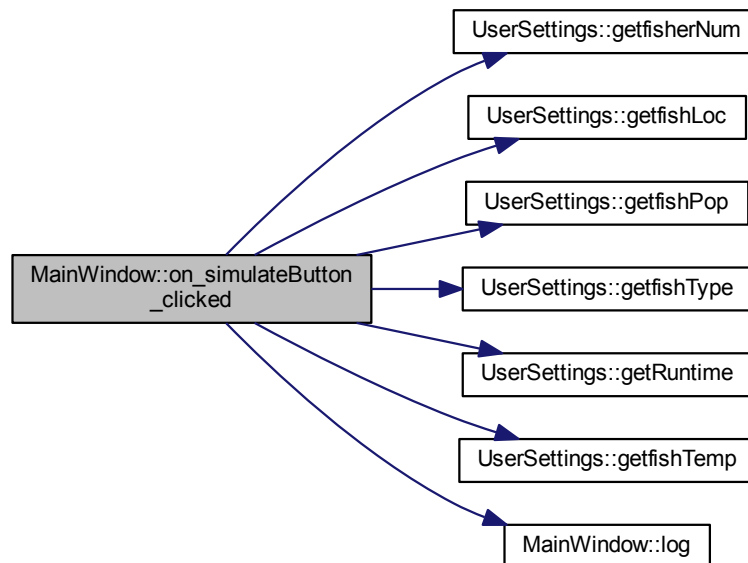 UserSettings::getfisherNum
UserSettings::getfishLoc
UserSettings::getfishPop
MainWindow::on_simulateButton
_clicked
UserSettings::getfishType
UserSettings::getRuntime
UserSettings::getfishTemp
MainWindow::log